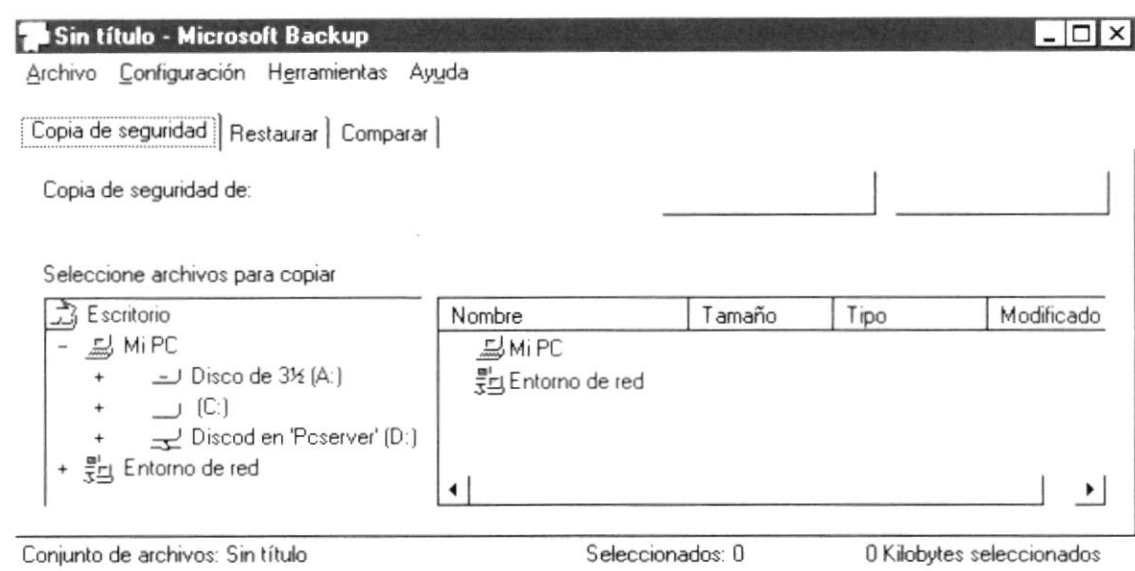 Sin título - Microsoft Backup
Archivo Configuración Herramientas Ayuda
Copia de seguridad Restaurar Comparar
Copia de seguridad de:
Seleccione archivos para copiar
Escritorio
Mi PC
Disco de 3½ (A:)
(C:)
Discod en 'Pcserver' (D:)
Entorno de red
Nombre Tamaño Tipo Modificado
Mi PC
Entorno de red
Conjunto de archivos: Sin título Seleccionados: 0 0 Kilobytes seleccionados